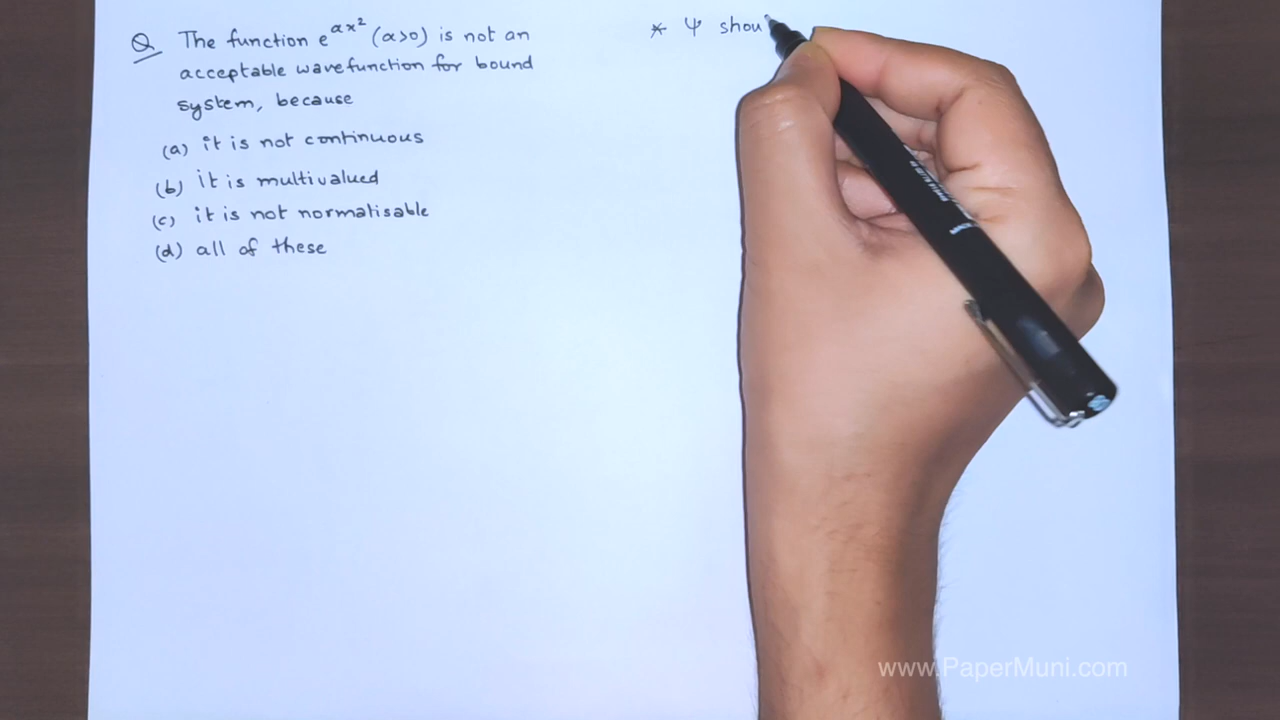 Q The function e^αx² (α>0) is not an
acceptable wavefunction for bound
system, because
(a) it is not continuous
(b) it is multivalued
(c) it is not normatisable
(d) all of these
* Ψ shou
www.PaperMuni.com